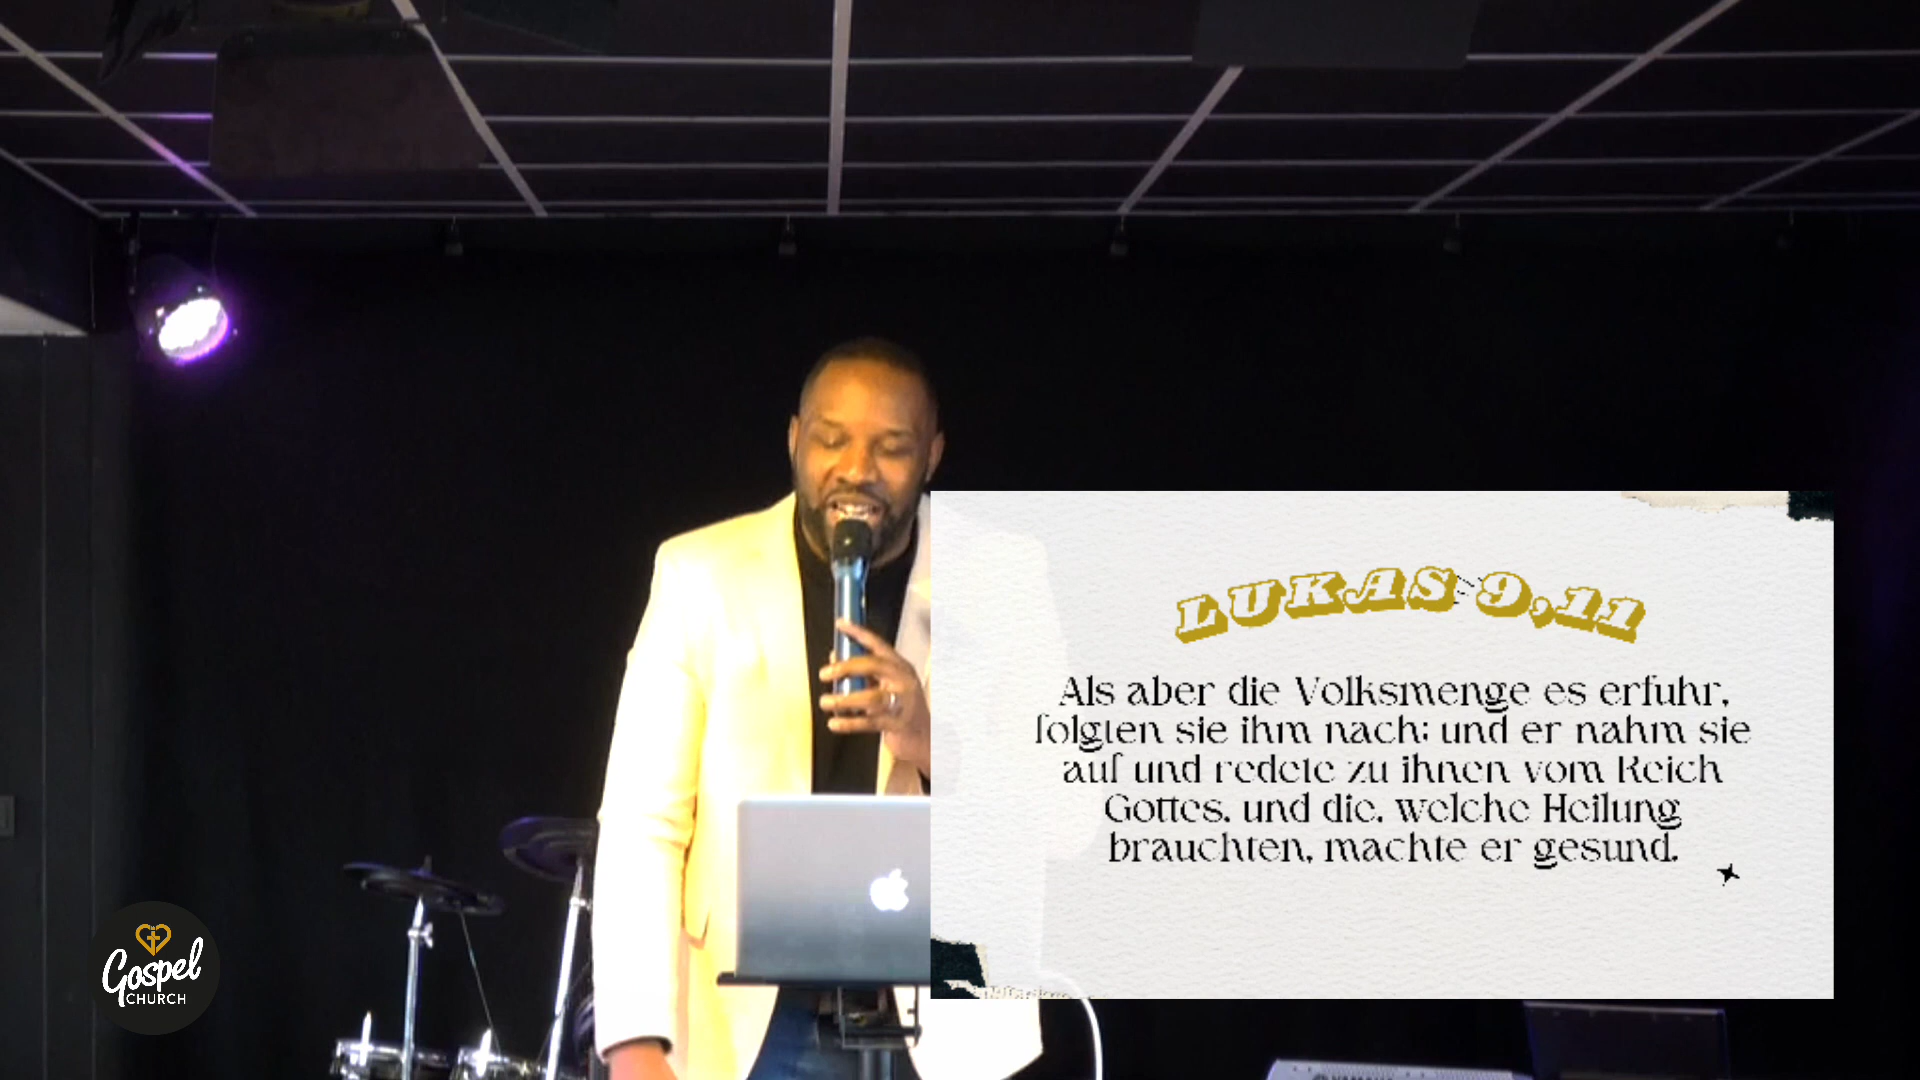 LUKAS 9,11
Als aber die Volksmenge es erfuhr,
folgten sie ihm nach; und er nahm sie
auf und redete zu ihnen vom Reich
Gottes, und die, welche Heilung
brauchten, machte er gesund.
Gospel
CHURCH
YAMAHA